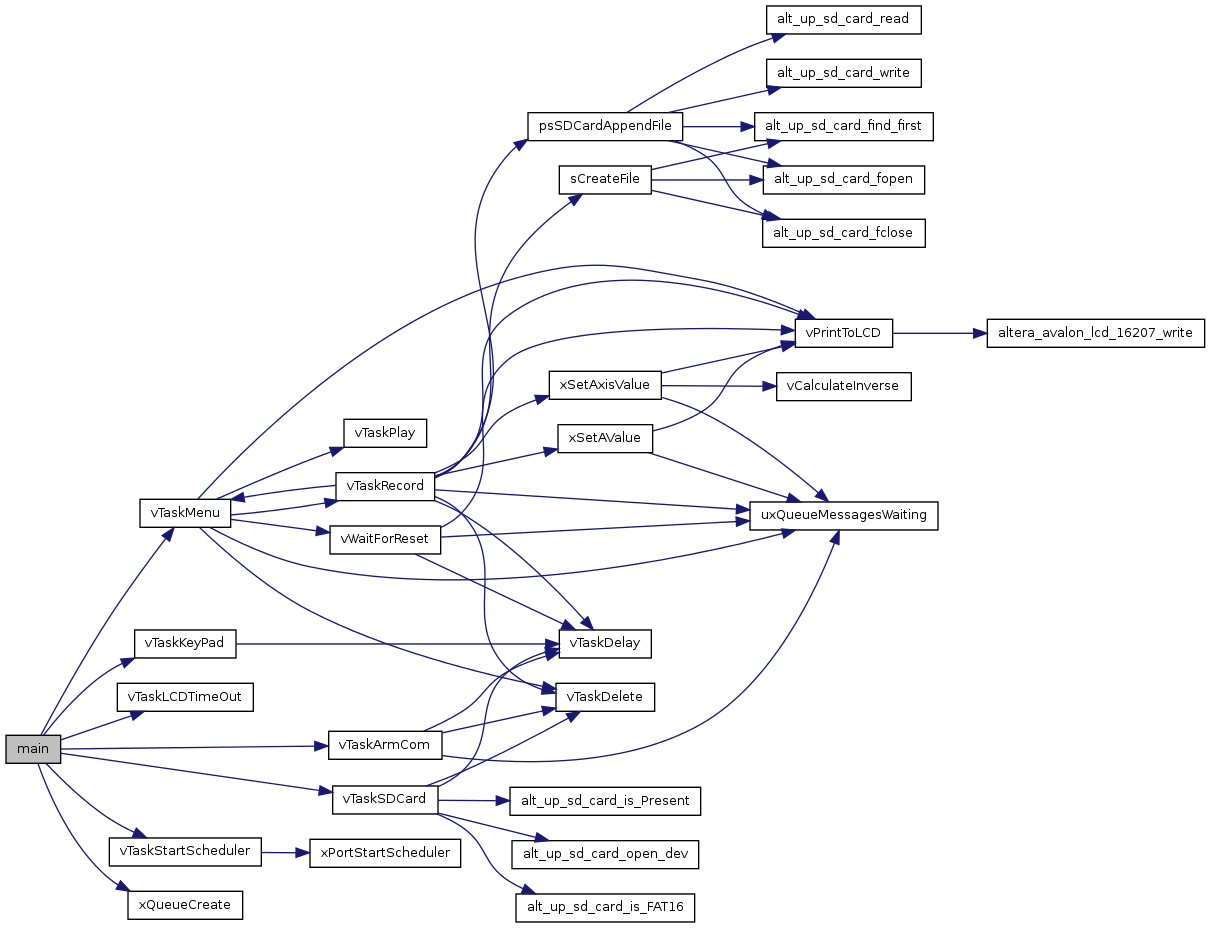 alt_up_sd_card_read
alt_up_sd_card_write
psSDCardAppendFile
alt_up_sd_card_find_first
sCreateFile
alt_up_sd_card_fopen
alt_up_sd_card_fclose
vPrintToLCD
altera_avalon_lcd_16207_write
xSetAxisValue
vCalculateInverse
vTaskPlay
xSetAValue
vTaskRecord
vTaskMenu
uxQueueMessagesWaiting
vWaitForReset
vTaskKeyPad
vTaskDelay
vTaskLCDTimeOut
vTaskDelete
main
vTaskArmCom
vTaskSDCard
alt_up_sd_card_is_Present
vTaskStartScheduler
xPortStartScheduler
alt_up_sd_card_open_dev
xQueueCreate
alt_up_sd_card_is_FAT16